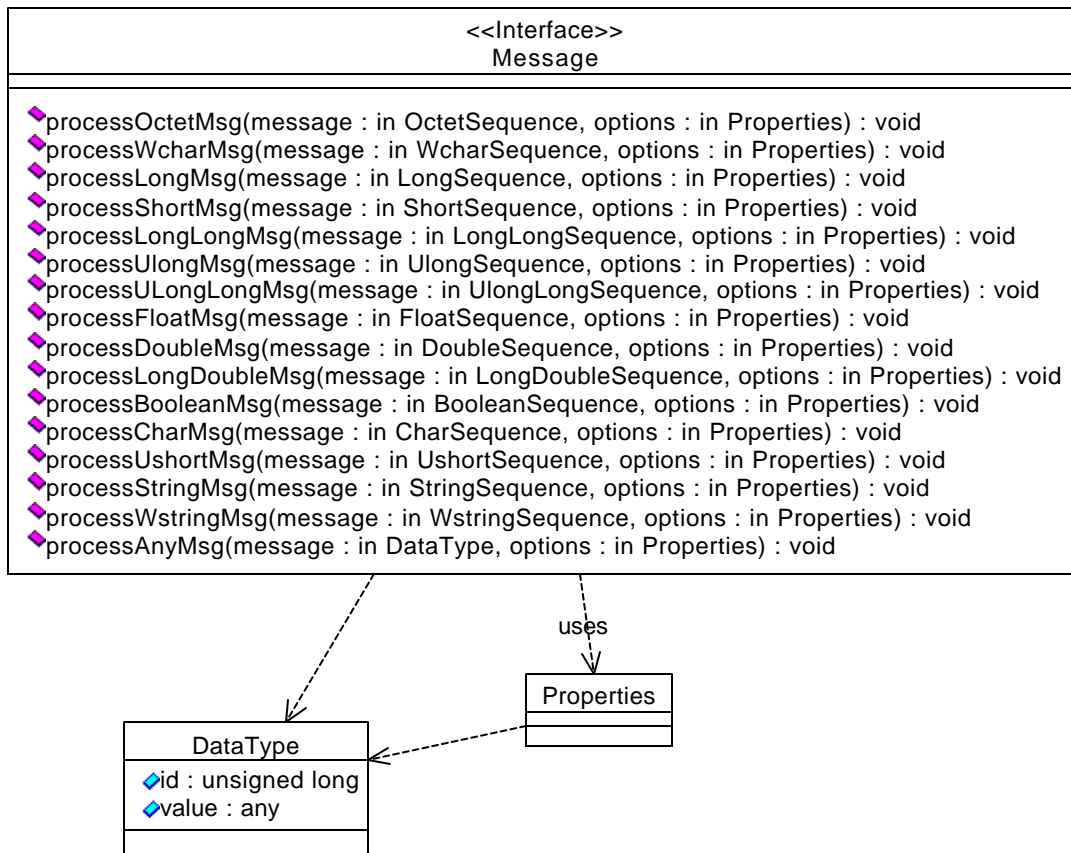 <<Interface>>
Message
processOctetMsg(message : in OctetSequence, options : in Properties) : void
processWcharMsg(message : in WcharSequence, options : in Properties) : void
processLongMsg(message : in LongSequence, options : in Properties) : void
processShortMsg(message : in ShortSequence, options : in Properties) : void
processLongLongMsg(message : in LongLongSequence, options : in Properties) : void
processUlongMsg(message : in UlongSequence, options : in Properties) : void
processULongLongMsg(message : in UlongLongSequence, options : in Properties) : void
processFloatMsg(message : in FloatSequence, options : in Properties) : void
processDoubleMsg(message : in DoubleSequence, options : in Properties) : void
processLongDoubleMsg(message : in LongDoubleSequence, options : in Properties) : void
processBooleanMsg(message : in BooleanSequence, options : in Properties) : void
processCharMsg(message : in CharSequence, options : in Properties) : void
processUshortMsg(message : in UshortSequence, options : in Properties) : void
processStringMsg(message : in StringSequence, options : in Properties) : void
processWstringMsg(message : in WstringSequence, options : in Properties) : void
processAnyMsg(message : in DataType, options : in Properties) : void
uses
Properties
DataType
id : unsigned long
value : any